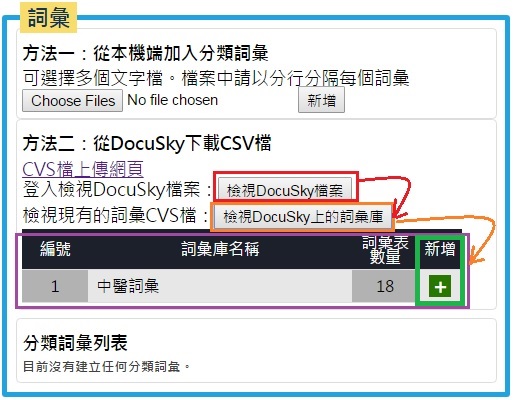 詞彙
方法一：從本機端加入分類詞彙
可選擇多個文字檔。檔案中請以分行分隔每個詞彙
Choose Files No file chosen 新增
方法二：從DocuSky下載CSV檔
CVS檔上傳網頁
登入檢視DocuSky檔案：檢視DocuSky檔案
檢視現有的詞彙CVS檔：檢視DocuSky上的詞彙庫
編號 詞彙庫名稱 詞彙表數量 新增
1 中醫詞彙 18 +
分類詞彙列表
目前沒有建立任何分類詞彙。